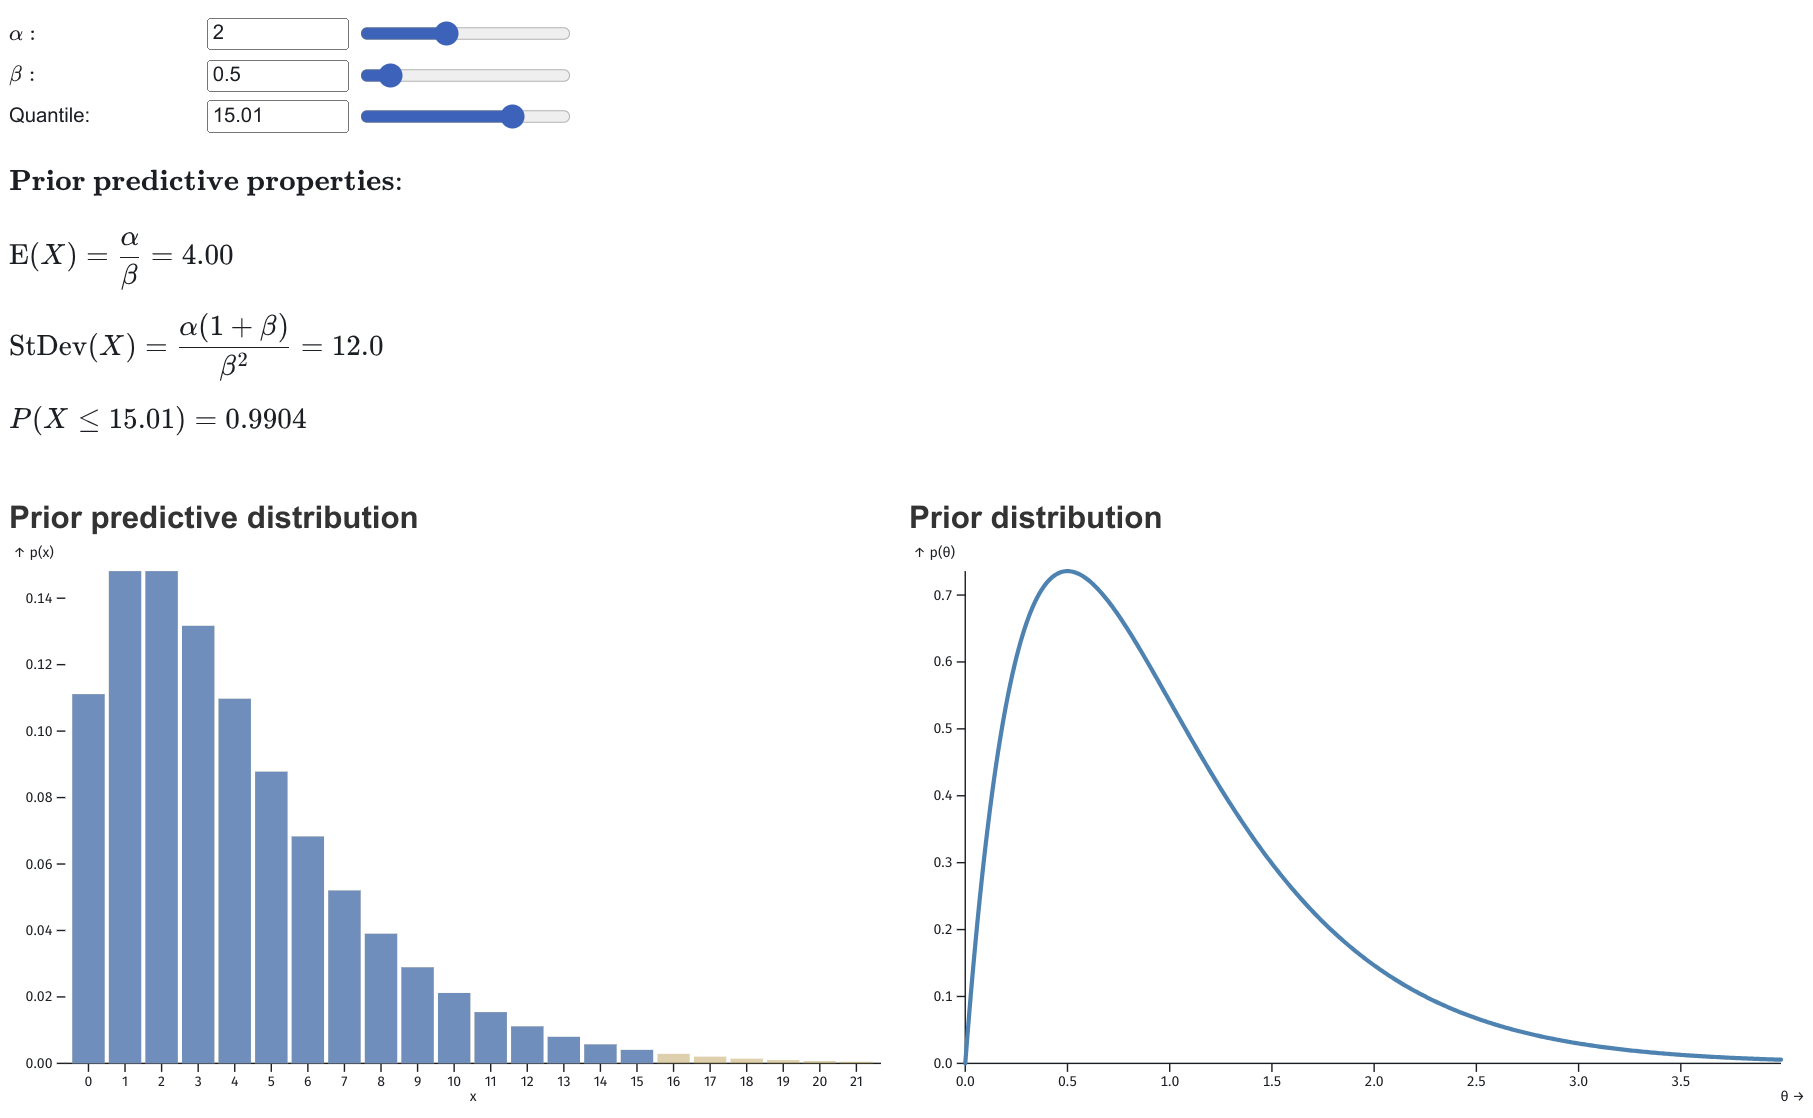 α :
2
β :
0.5
Quantile:
15.01
Prior predictive properties:
E(X) = α/β = 4.00
StDev(X) = α(1 + β)/β² = 12.0
P(X ≤ 15.01) = 0.9904
Prior predictive distribution
↑ p(x)
0.14
0.12
0.10
0.08
0.06
0.04
0.02
0.00
0 1 2 3 4 5 6 7 8 9 10 11 12 13 14 15 16 17 18 19 20 21
x
Prior distribution
↑ p(θ)
0.7
0.6
0.5
0.4
0.3
0.2
0.1
0.0
0.0 0.5 1.0 1.5 2.0 2.5 3.0 3.5
θ →